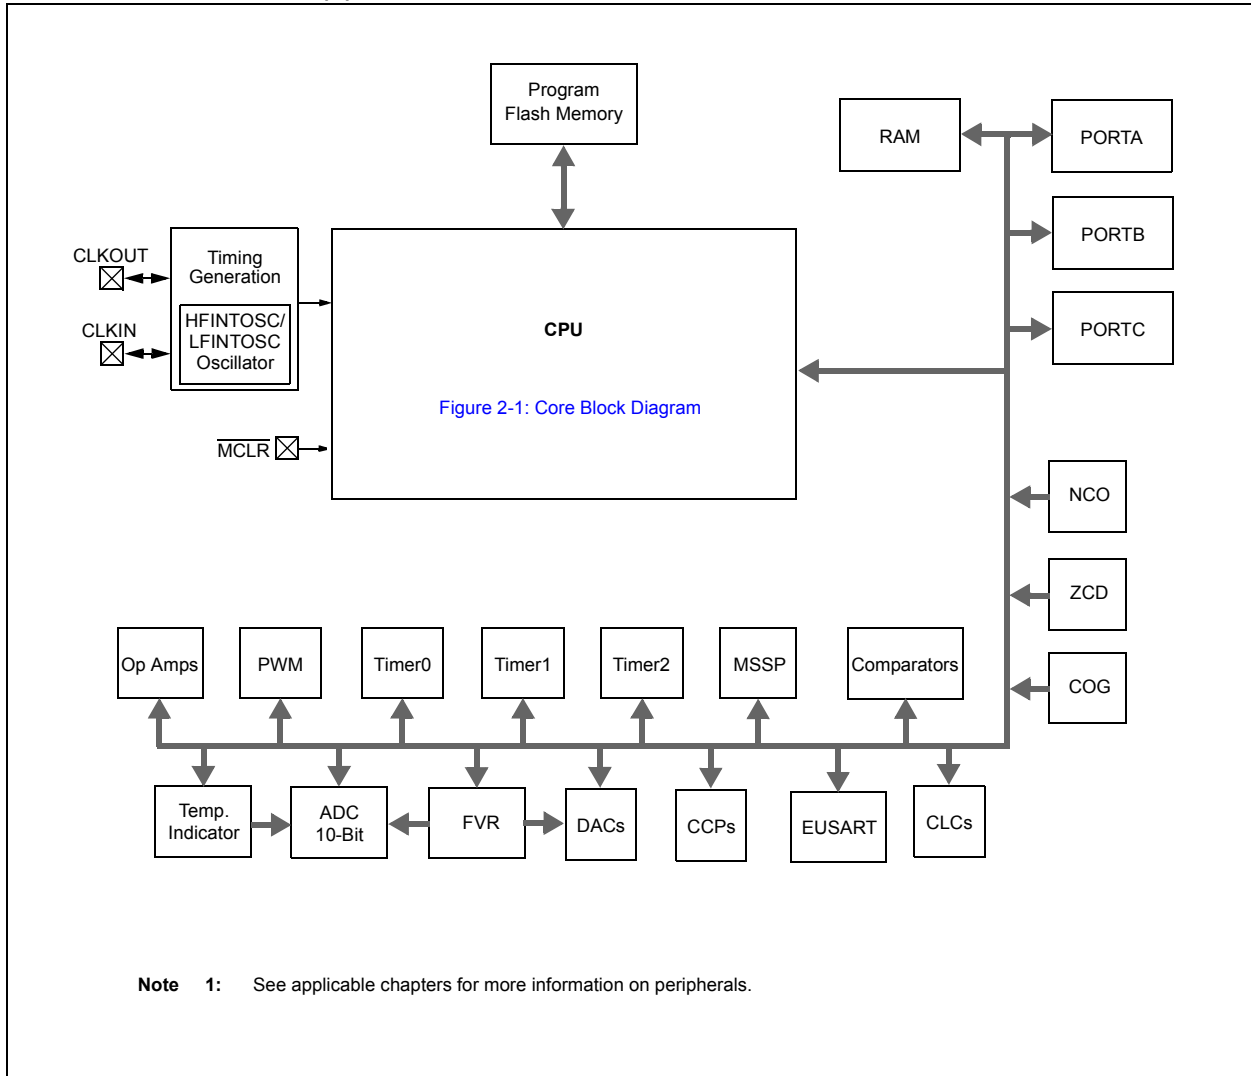 Program
Flash Memory
RAM
PORTA
PORTB
PORTC
CLKOUT
CLKIN
Timing
Generation
HFINTOSC/
LFINTOSC
Oscillator
CPU
Figure 2-1: Core Block Diagram
MCLR
NCO
ZCD
COG
Op Amps
PWM
Timer0
Timer1
Timer2
MSSP
Comparators
Temp.
Indicator
ADC
10-Bit
FVR
DACs
CCPs
EUSART
CLCs
Note 1: See applicable chapters for more information on peripherals.